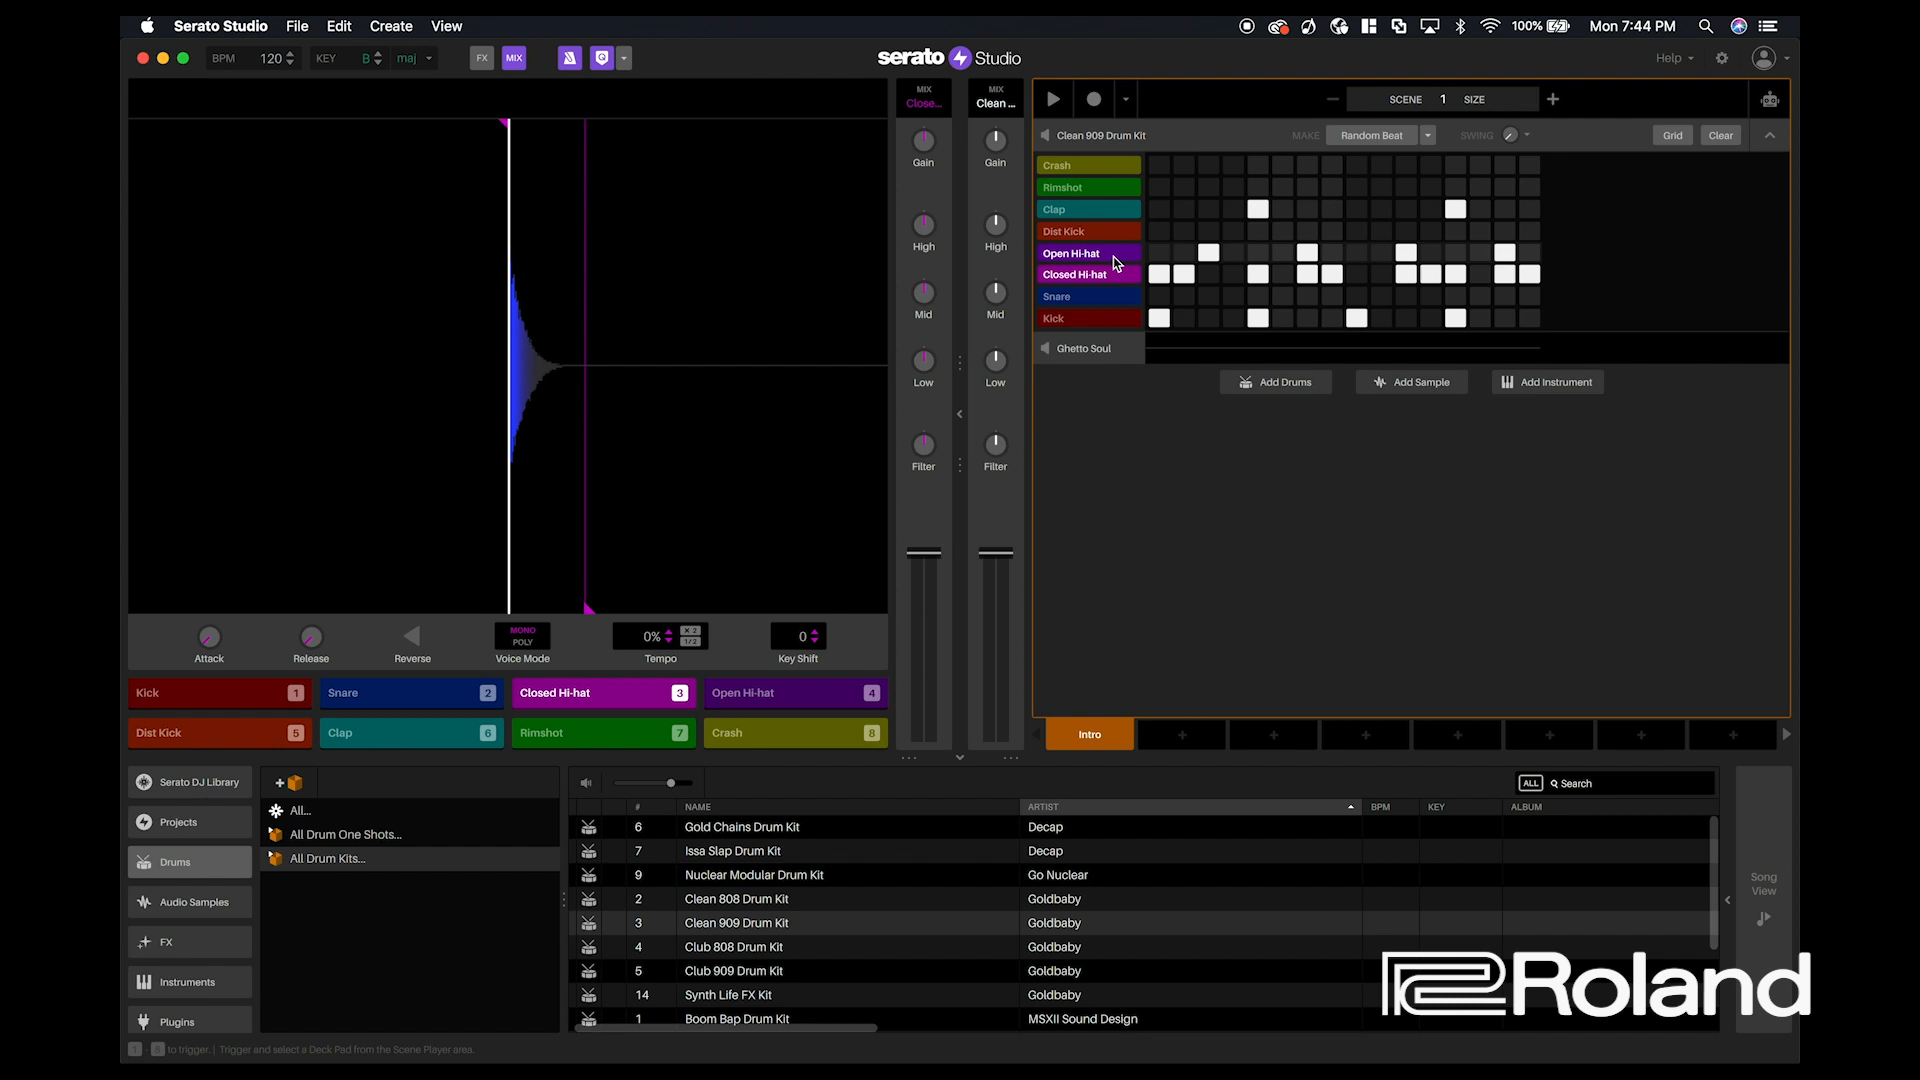 Serato Studio File Edit Create View
100% Mon 7:44 PM
BPM 120 KEY B maj FX MIX
serato Studio
Help
MIX
Close...
MIX
Clean ...
SCENE 1 SIZE
Clean 909 Drum Kit MAKE Random Beat SWING Grid Clear
Gain
Gain
High
High
Mid
Mid
Low
Low
Filter
Filter
Crash
Rimshot
Clap
Dist Kick
Open Hi-hat
Closed Hi-hat
Snare
Kick
Ghetto Soul
Add Drums Add Sample Add Instrument
Attack
Release
Reverse
MONO
POLY
Voice Mode
0% X 2
1/2
Tempo
0
Key Shift
Kick 1 Snare 2 Closed Hi-hat 3 Open Hi-hat 4
Dist Kick 5 Clap 6 Rimshot 7 Crash 8
Intro + + + + + + +
Serato DJ Library
Projects
Drums
Audio Samples
FX
Instruments
Plugins
+
All...
All Drum One Shots...
All Drum Kits...
ALL Search
# NAME ARTIST BPM KEY ALBUM
6 Gold Chains Drum Kit Decap
7 Issa Slap Drum Kit Decap
9 Nuclear Modular Drum Kit Go Nuclear
2 Clean 808 Drum Kit Goldbaby
3 Clean 909 Drum Kit Goldbaby
4 Club 808 Drum Kit Goldbaby
5 Club 909 Drum Kit Goldbaby
14 Synth Life FX Kit Goldbaby
1 Boom Bap Drum Kit MSXII Sound Design
Song
View
Roland
1 - 8 to trigger. | Trigger and select a Deck Pad from the Scene Player area.